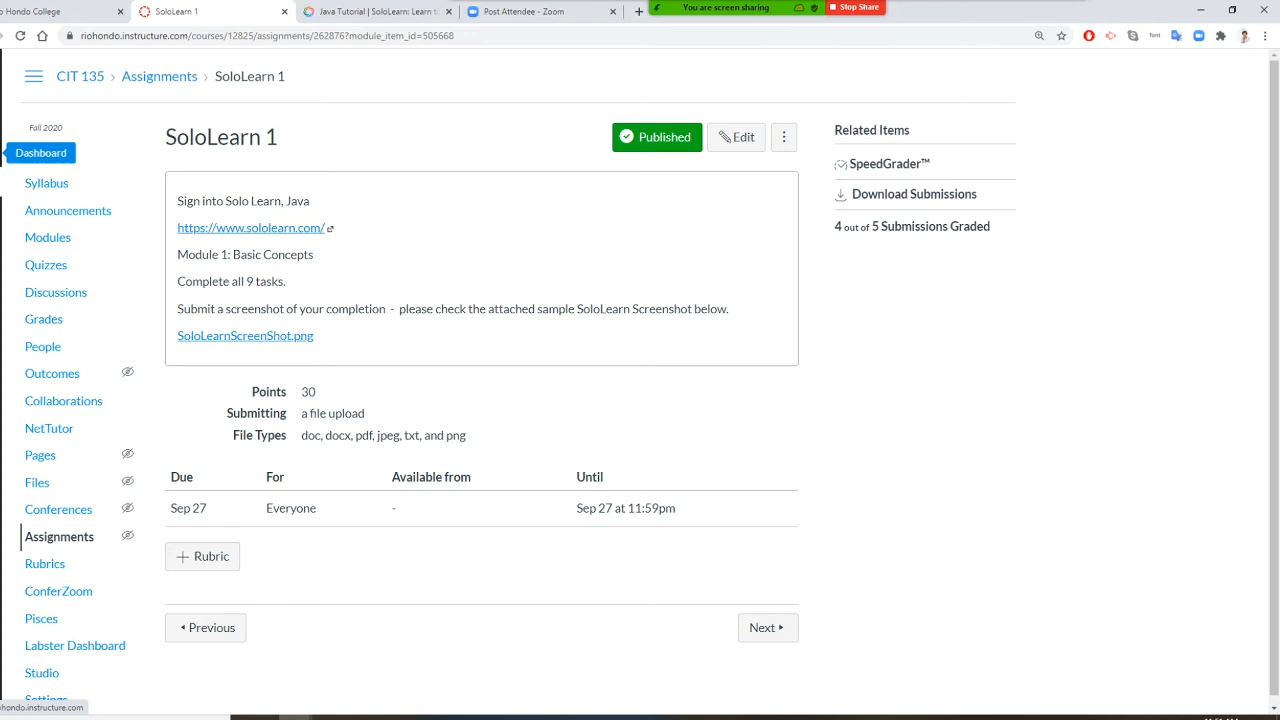 o Hondo College
SoloLearn 1
Java Tutorial | SoloLearn: Learn to
Post Attendee - Zoom
You are screen sharing
Stop Share
riohondo.instructure.com/courses/12825/assignments/262876?module_item_id=505668
CIT 135 › Assignments › SoloLearn 1
Fall 2020
Dashboard
Syllabus
Announcements
Modules
Quizzes
Discussions
Grades
People
Outcomes
Collaborations
NetTutor
Pages
Files
Conferences
Assignments
Rubrics
ConferZoom
Pisces
Labster Dashboard
Studio
Settings
ohondo.instructure.com
SoloLearn 1
Published
Edit
Sign into Solo Learn, Java
https://www.sololearn.com/
Module 1: Basic Concepts
Complete all 9 tasks.
Submit a screenshot of your completion - please check the attached sample SoloLearn Screenshot below.
SoloLearnScreenShot.png
Points 30
Submitting a file upload
File Types doc, docx, pdf, jpeg, txt, and png
Due For Available from Until
Sep 27 Everyone - Sep 27 at 11:59pm
Rubric
Previous
Next
Related Items
SpeedGrader™
Download Submissions
4 out of 5 Submissions Graded